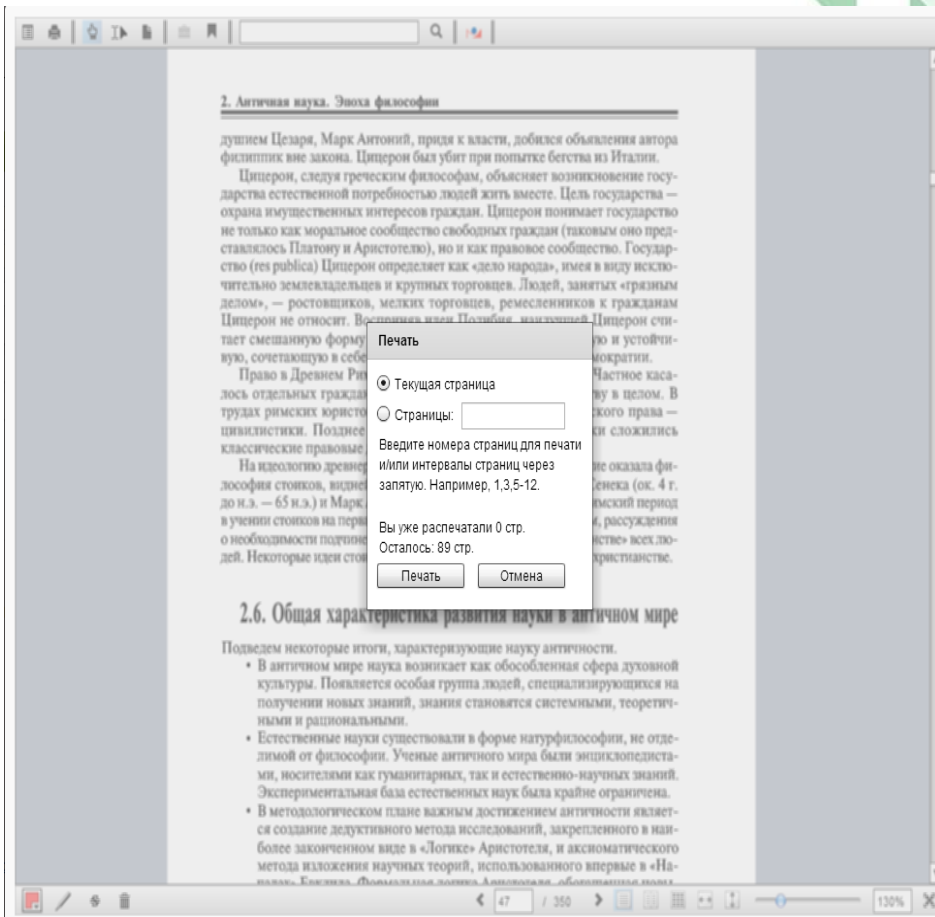 2. Античная наука. Эпоха философии
душием Цезаря, Марк Антоний, придя к власти, добился объявления автора
филиппик вне закона. Цицерон был убит при попытке бегства из Италии.
Цицерон, следуя греческим философам, объясняет возникновение госу-
дарства естественной потребностью людей жить вместе. Цель государства —
охрана имущественных интересов граждан. Цицерон понимает государство
не только как моральное сообщество свободных граждан (таковым оно пред-
ставлялось Платону и Аристотелю), но и как правовое сообщество. Государ-
ство (res publica) Цицерон определяет как «дело народа», имея в виду исклю-
чительно землевладельцев и крупных торговцев. Людей, занятых «грязным
делом», — ростовщиков, мелких торговцев, ремесленников к гражданам
Цицерон не относит. Восприняв идеи Полибия, наилучшей Цицерон счи-
тает смешанную форму ую и устойчи-
вую, сочетающую в себе мократии.
Право в Древнем Ри Частное каса-
лось отдельных граждан ву в целом. В
трудах римских юристо ского права —
цивилистики. Позднее ки сложились
классические правовые
На идеологию древнер ие оказала фи-
лософия стоиков, видней Сенека (ок. 4 г.
до н.э. — 65 н.э.) и Марк имский период
в учении стоиков на перв м, рассуждения
о необходимости подчине нстве» всех лю-
дей. Некоторые идеи стои христианстве.
Печать
Текущая страница
Страницы:
Введите номера страниц для печати
и/или интервалы страниц через
запятую. Например, 1,3,5-12.
Вы уже распечатали 0 стр.
Осталось: 89 стр.
Печать Отмена
2.6. Общая характеристика развития науки в античном мире
Подведем некоторые итоги, характеризующие науку античности.
• В античном мире наука возникает как обособленная сфера духовной
культуры. Появляется особая группа людей, специализирующихся на
получении новых знаний, знания становятся системными, теоретич-
ными и рациональными.
• Естественные науки существовали в форме натурфилософии, не отде-
лимой от философии. Ученые античного мира были энциклопедиста-
ми, носителями как гуманитарных, так и естественно-научных знаний.
Экспериментальная база естественных наук была крайне ограничена.
• В методологическом плане важным достижением античности являет-
ся создание дедуктивного метода исследований, закрепленного в наи-
более законченном виде в «Логике» Аристотеля, и аксиоматического
метода изложения научных теорий, использованного впервые в «На-
47 / 350 130%